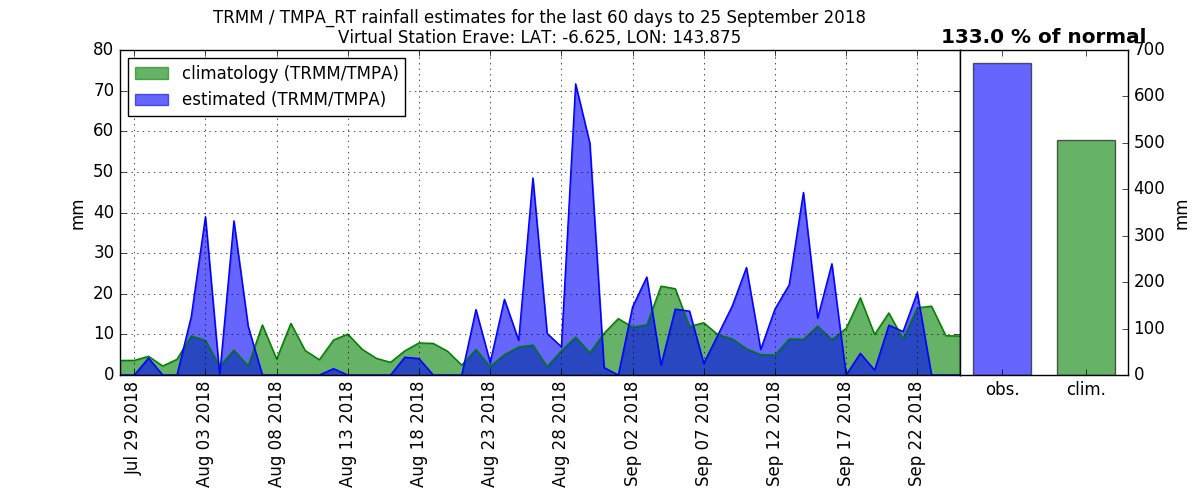 TRMM / TMPA_RT rainfall estimates for the last 60 days to 25 September 2018
Virtual Station Erave: LAT: -6.625, LON: 143.875
133.0 % of normal
climatology (TRMM/TMPA)
estimated (TRMM/TMPA)
mm
80
70
60
50
40
30
20
10
0
Jul 29 2018
Aug 03 2018
Aug 08 2018
Aug 13 2018
Aug 18 2018
Aug 23 2018
Aug 28 2018
Sep 02 2018
Sep 07 2018
Sep 12 2018
Sep 17 2018
Sep 22 2018
obs.
clim.
700
600
500
400
300
200
100
0
mm